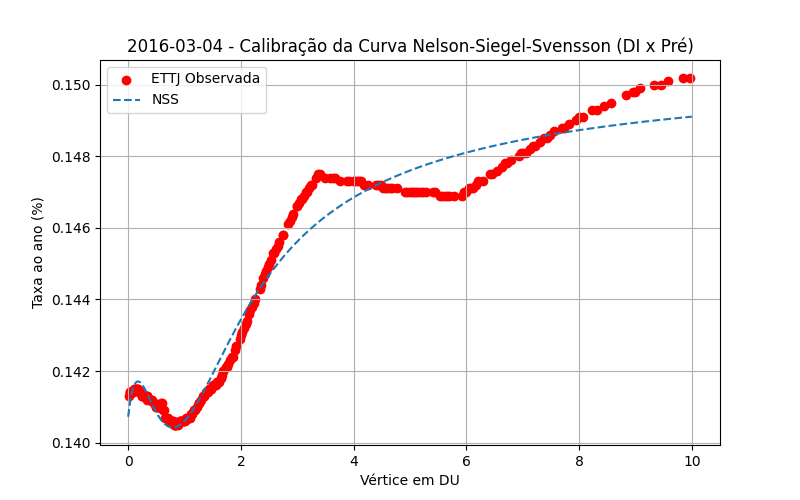 2016-03-04 - Calibração da Curva Nelson-Siegel-Svensson (DI x Pré)
ETTJ Observada
NSS
Taxa ao ano (%)
0.150
0.148
0.146
0.144
0.142
0.140
0 2 4 6 8 10
Vértice em DU